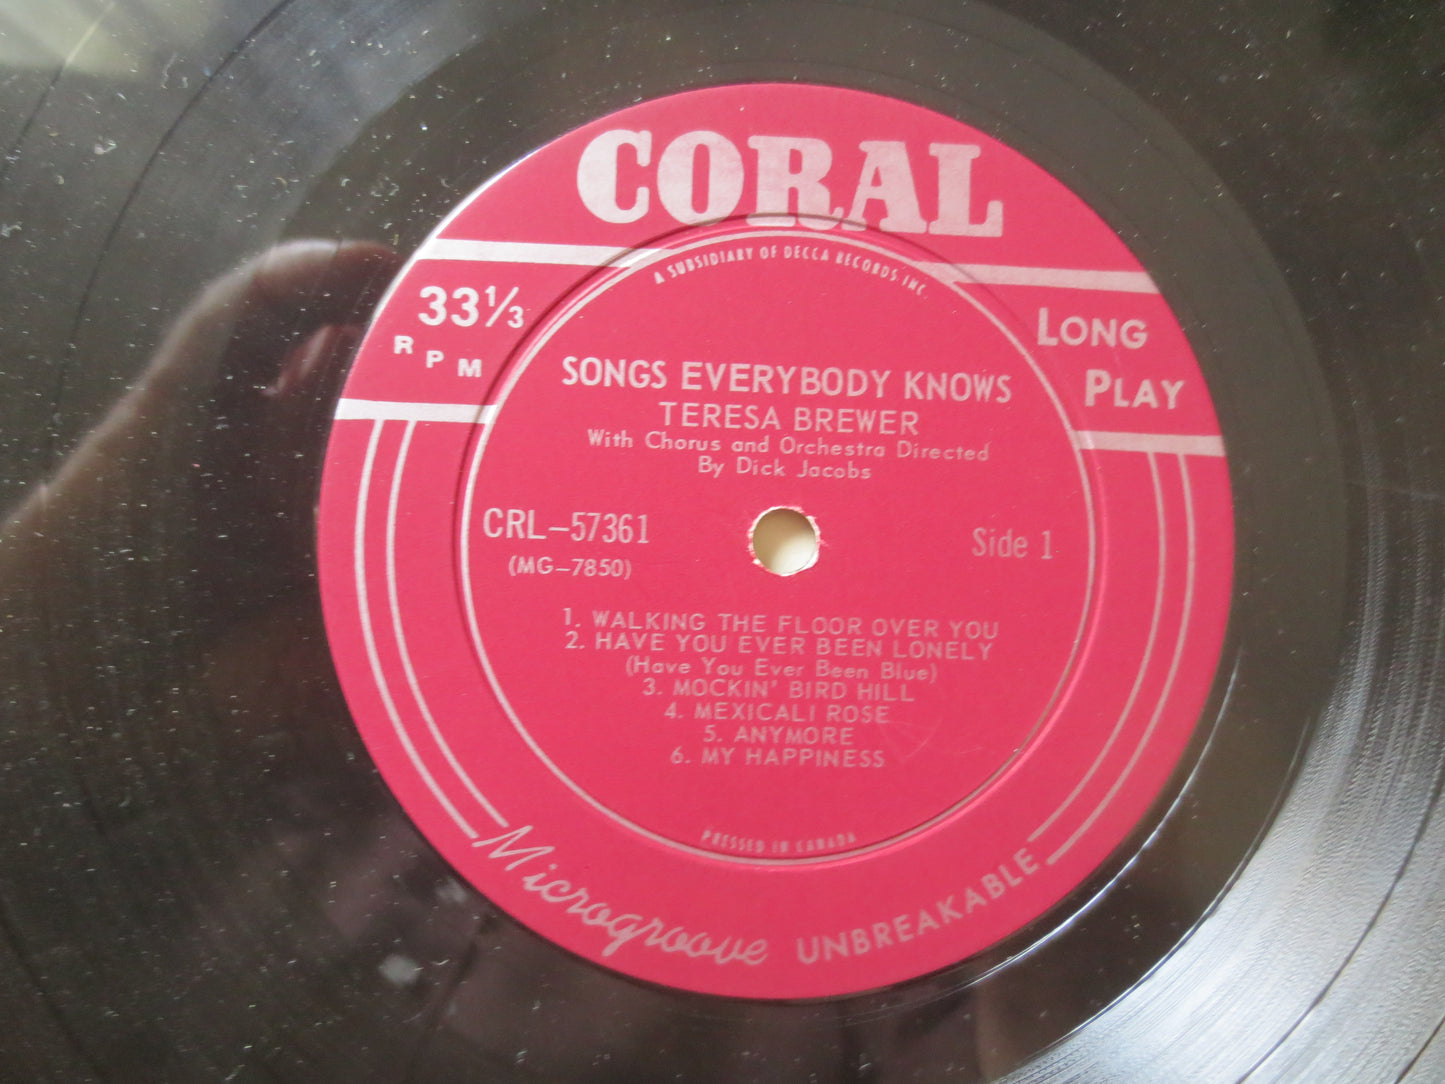 CORAL
A SUBSIDIARY OF DECCA RECORDS, INC.
33 1/3
RPM
LONG
PLAY
SONGS EVERYBODY KNOWS
TERESA BREWER
With Chorus and Orchestra Directed
By Dick Jacobs
CRL-57361
(MG-7850)
Side 1
1. WALKING THE FLOOR OVER YOU
2. HAVE YOU EVER BEEN LONELY
(Have You Ever Been Blue)
3. MOCKIN' BIRD HILL
4. MEXICALI ROSE
5. ANYMORE
6. MY HAPPINESS
PRESSED IN CANADA
Microgroove UNBREAKABLE